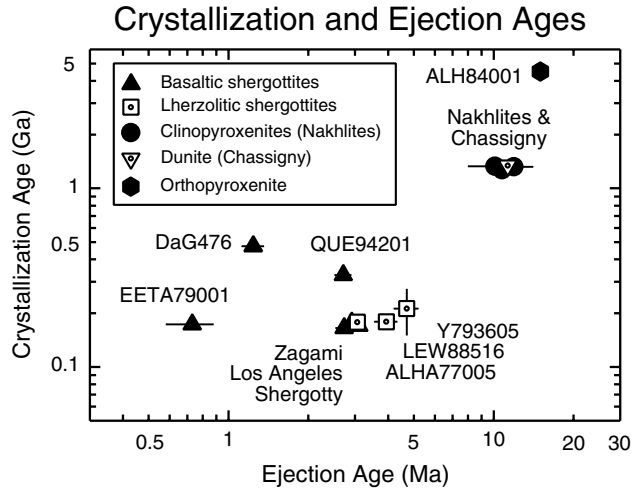 Crystallization and Ejection Ages
Crystallization Age (Ga)
5
1
0.5
0.1
Basaltic shergottites
Lherzolitic shergottites
Clinopyroxenites (Nakhlites)
Dunite (Chassigny)
Orthopyroxenite
ALH84001
Nakhlites &
Chassigny
DaG476
QUE94201
EETA79001
Zagami
Los Angeles
Shergotty
Y793605
LEW88516
ALHA77005
0.5
1
2
5
10
20
30
Ejection Age (Ma)